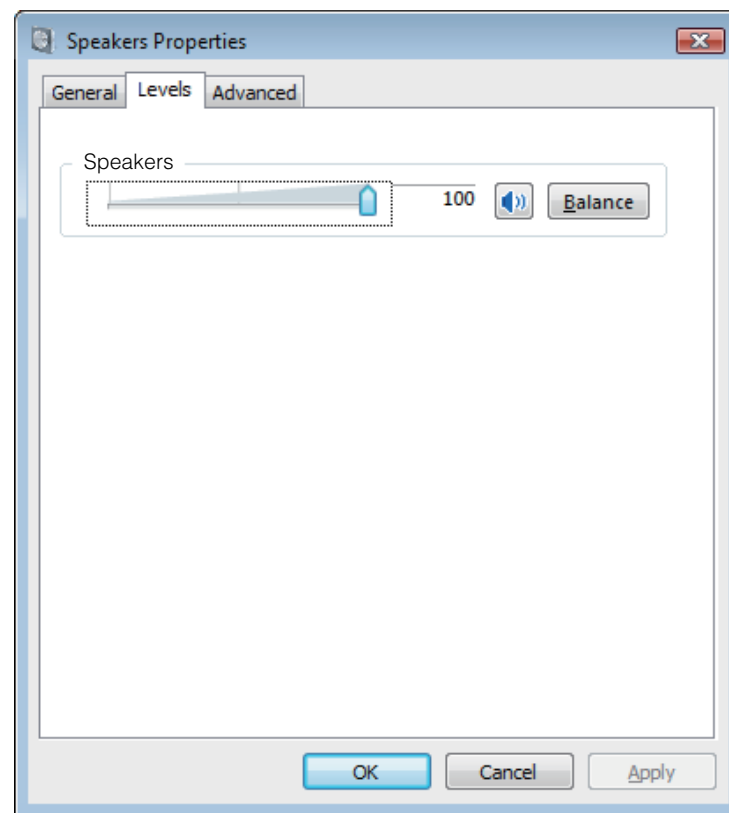 Speakers Properties
General Levels Advanced
Speakers
100 Balance
OK Cancel Apply